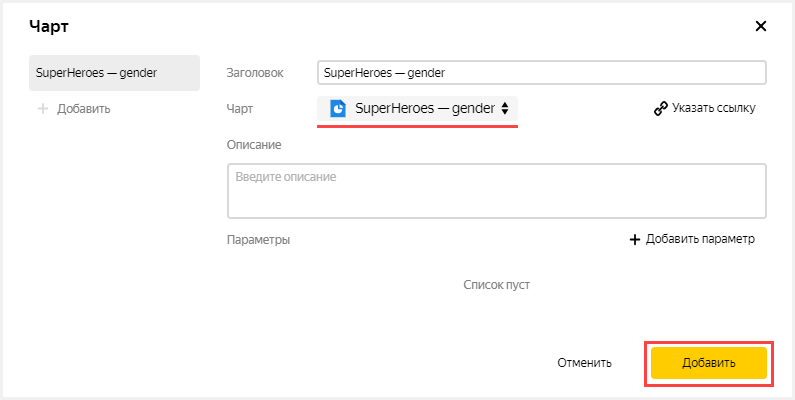 Чарт
SuperHeroes — gender
Добавить
Заголовок
SuperHeroes — gender
Чарт
SuperHeroes — gender
Указать ссылку
Описание
Введите описание
Параметры
Добавить параметр
Список пуст
Отменить
Добавить